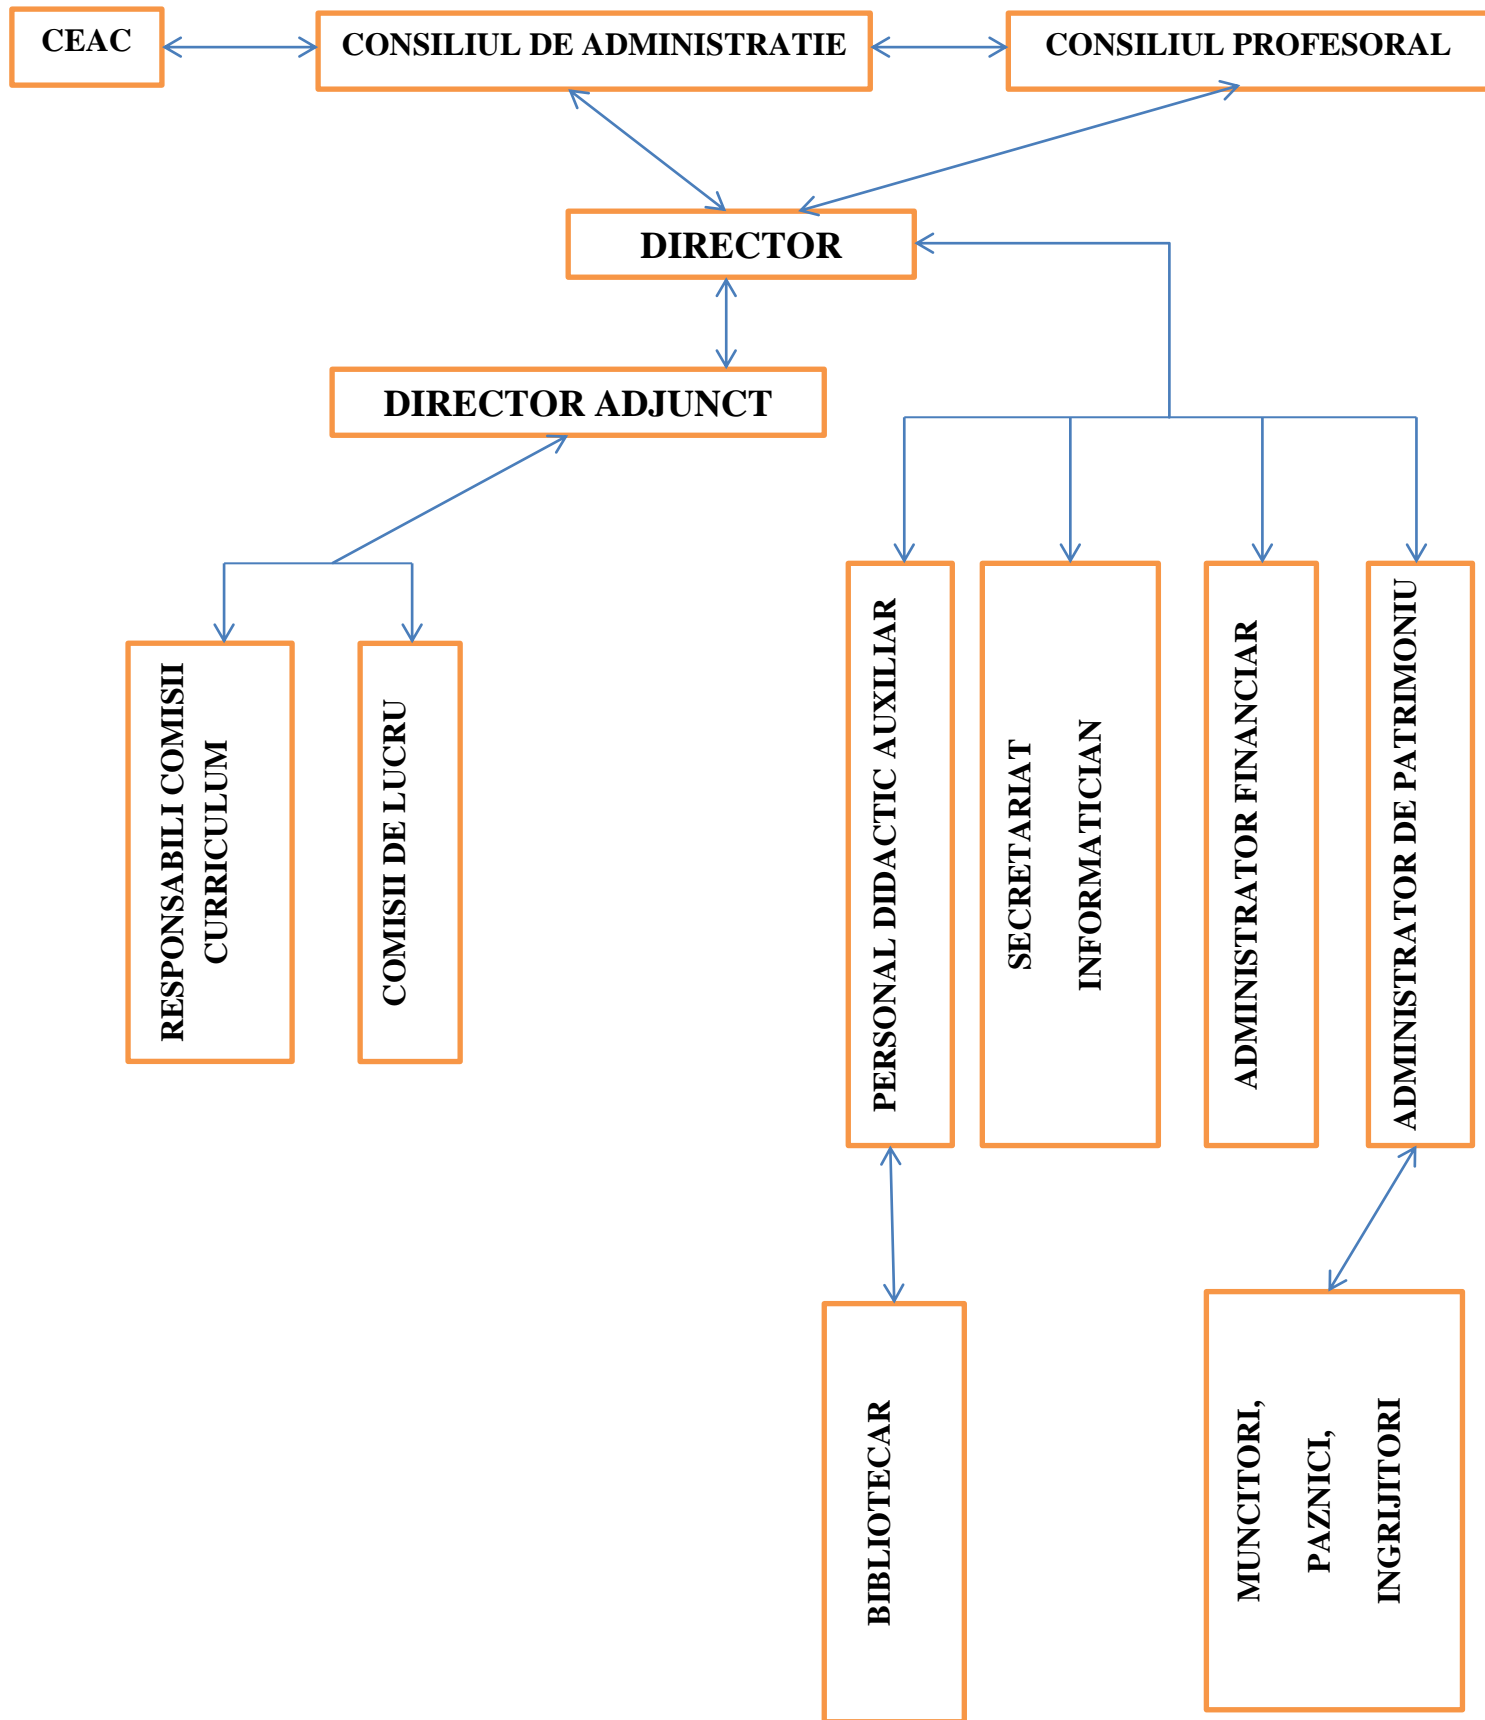 CEAC
CONSILIUL DE ADMINISTRATIE
CONSILIUL PROFESORAL
DIRECTOR
DIRECTOR ADJUNCT
RESPONSABILI COMISII
CURRICULUM
COMISII DE LUCRU
PERSONAL DIDACTIC AUXILIAR
SECRETARIAT
INFORMATICIAN
ADMINISTRATOR FINANCIAR
ADMINISTRATOR DE PATRIMONIU
BIBLIOTECAR
MUNCITORI,
PAZNICI,
INGRIJITORI